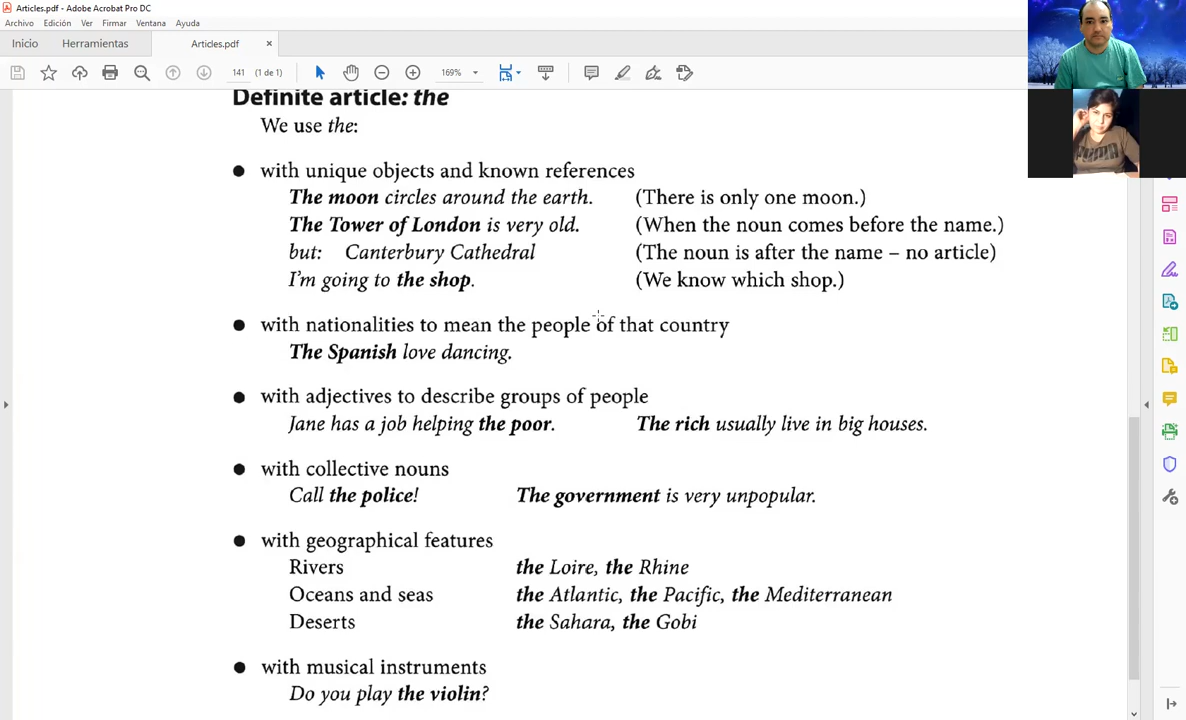 Articles.pdf - Adobe Acrobat Pro DC
Archivo Edición Ver Firmar Ventana Ayuda
Inicio Herramientas Articles.pdf ×
141 (1 de 1) 169%
Definite article: the
We use the:
● with unique objects and known references
The moon circles around the earth. (There is only one moon.)
The Tower of London is very old. (When the noun comes before the name.)
but: Canterbury Cathedral (The noun is after the name – no article)
I'm going to the shop. (We know which shop.)
● with nationalities to mean the people of that country
The Spanish love dancing.
● with adjectives to describe groups of people
Jane has a job helping the poor. The rich usually live in big houses.
● with collective nouns
Call the police! The government is very unpopular.
● with geographical features
Rivers the Loire, the Rhine
Oceans and seas the Atlantic, the Pacific, the Mediterranean
Deserts the Sahara, the Gobi
● with musical instruments
Do you play the violin?
PUMA